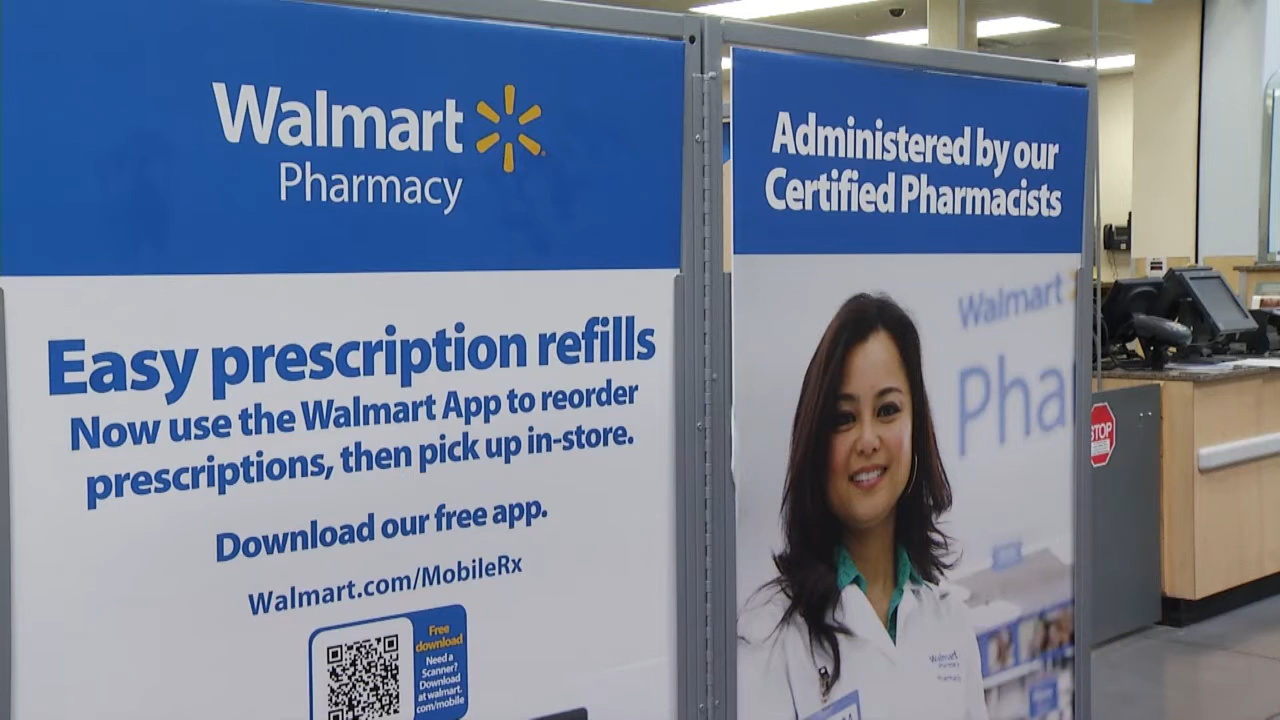 Walmart
Pharmacy
Easy prescription refills
Now use the Walmart App to reorder
prescriptions, then pick up in-store.
Download our free app.
Walmart.com/MobileRx
Free
download
Need a
Scanner?
Download
at walmart.
com/mobile
Administered by our
Certified Pharmacists
Walmart
Pha
Walmart
STOP